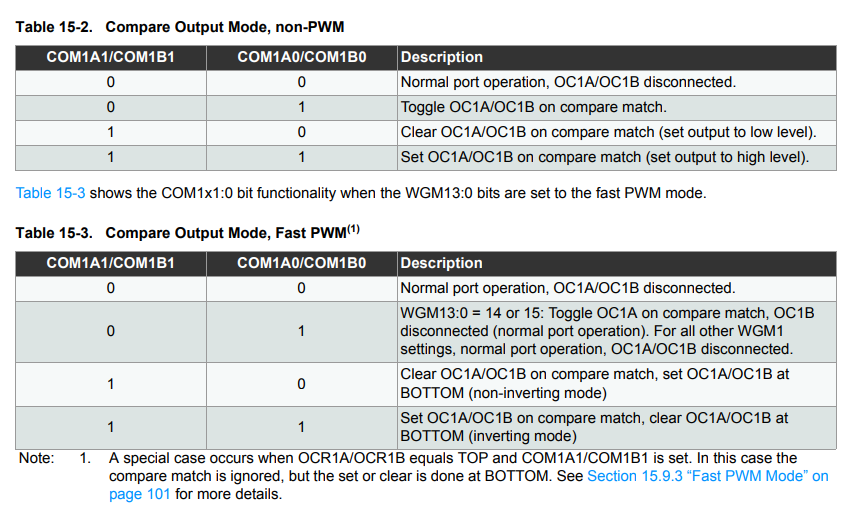 Table 15-2. Compare Output Mode, non-PWM
COM1A1/COM1B1 COM1A0/COM1B0 Description
0 0 Normal port operation, OC1A/OC1B disconnected.
0 1 Toggle OC1A/OC1B on compare match.
1 0 Clear OC1A/OC1B on compare match (set output to low level).
1 1 Set OC1A/OC1B on compare match (set output to high level).
Table 15-3 shows the COM1x1:0 bit functionality when the WGM13:0 bits are set to the fast PWM mode.
Table 15-3. Compare Output Mode, Fast PWM(1)
COM1A1/COM1B1 COM1A0/COM1B0 Description
0 0 Normal port operation, OC1A/OC1B disconnected.
WGM13:0 = 14 or 15: Toggle OC1A on compare match, OC1B
0 1 disconnected (normal port operation). For all other WGM1
settings, normal port operation, OC1A/OC1B disconnected.
1 0 Clear OC1A/OC1B on compare match, set OC1A/OC1B at
BOTTOM (non-inverting mode)
1 1 Set OC1A/OC1B on compare match, clear OC1A/OC1B at
BOTTOM (inverting mode)
Note: 1. A special case occurs when OCR1A/OCR1B equals TOP and COM1A1/COM1B1 is set. In this case the
compare match is ignored, but the set or clear is done at BOTTOM. See Section 15.9.3 “Fast PWM Mode” on
page 101 for more details.